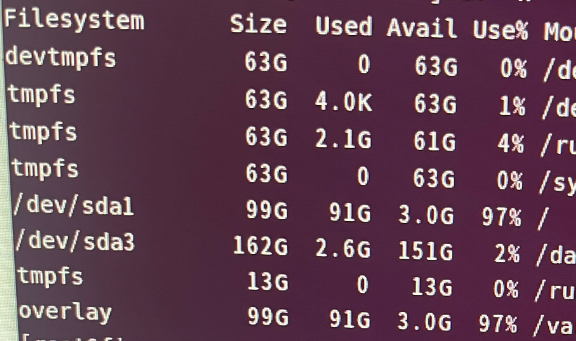 Filesystem Size Used Avail Use% Mo
devtmpfs 63G 0 63G 0% /de
tmpfs 63G 4.0K 63G 1% /de
tmpfs 63G 2.1G 61G 4% /ru
tmpfs 63G 0 63G 0% /sy
/dev/sda1 99G 91G 3.0G 97% /
/dev/sda3 162G 2.6G 151G 2% /da
tmpfs 13G 0 13G 0% /ru
overlay 99G 91G 3.0G 97% /va